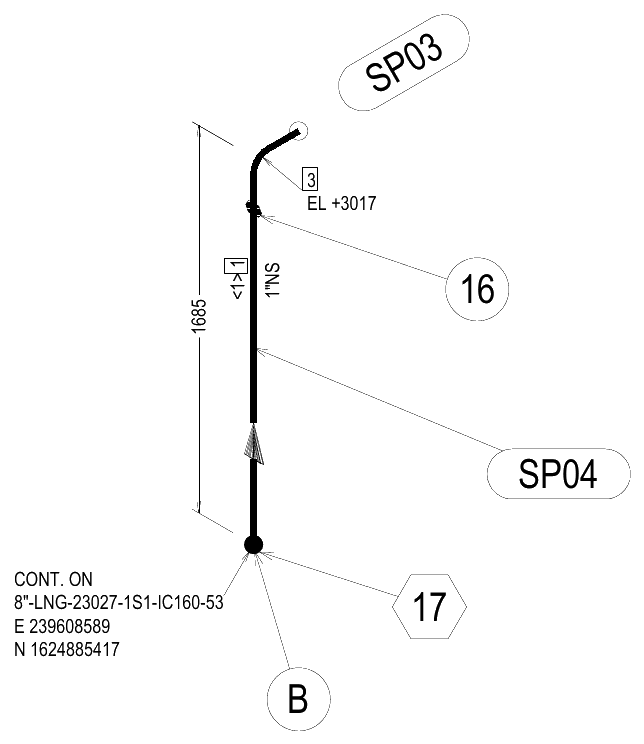 SP03
3
EL +3017
<1> 1
1"NS
16
1685
SP04
CONT. ON
8"-LNG-23027-1S1-IC160-53
E 239608589
N 1624885417
17
B